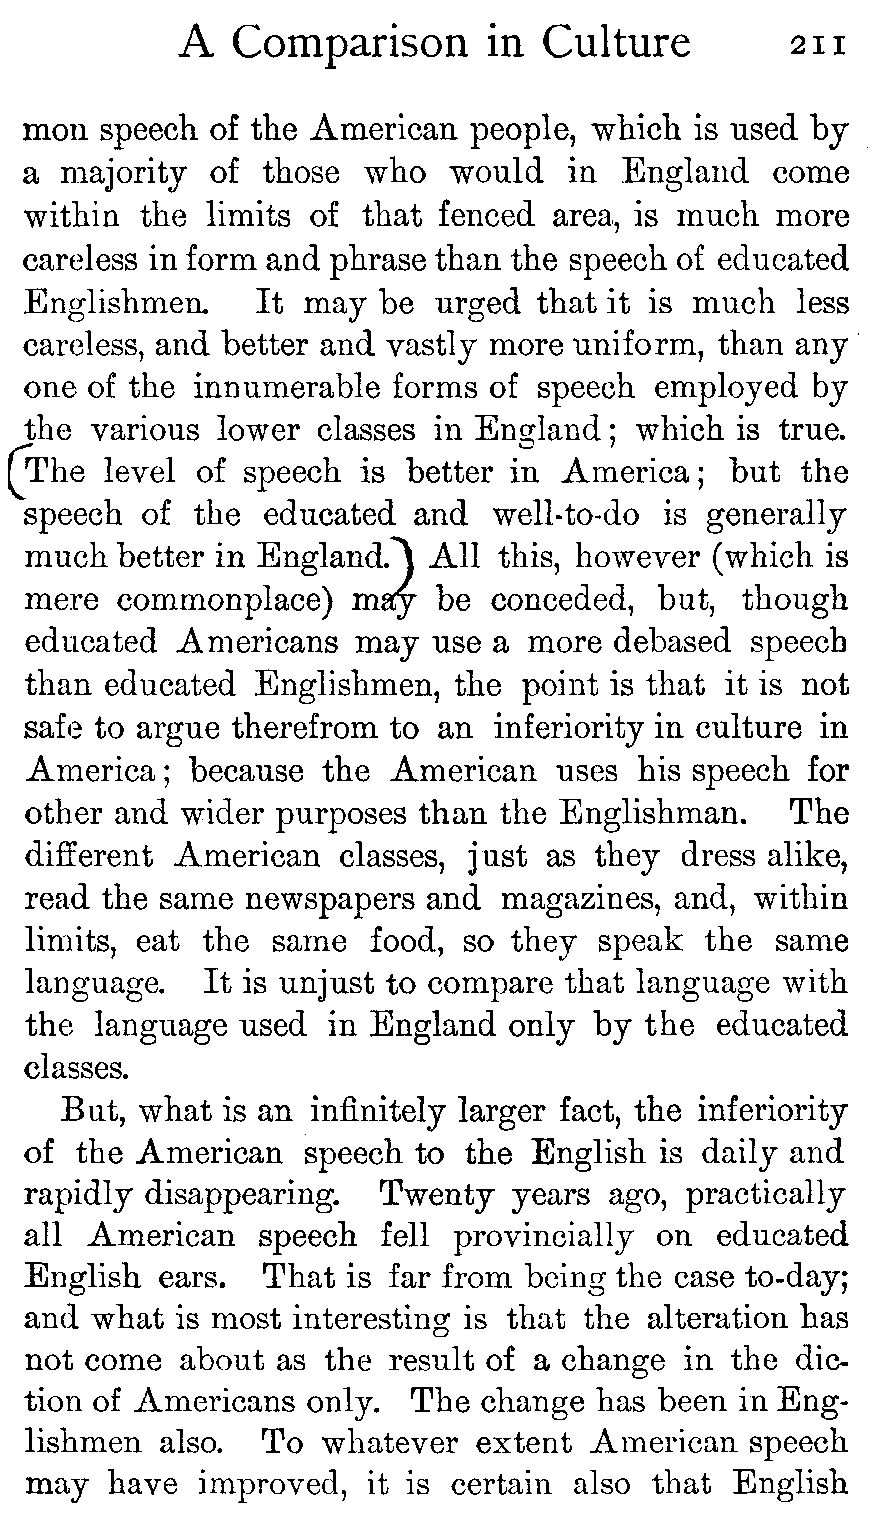 A Comparison in Culture 211
mon speech of the American people, which is used by
a majority of those who would in England come
within the limits of that fenced area, is much more
careless in form and phrase than the speech of educated
Englishmen. It may be urged that it is much less
careless, and better and vastly more uniform, than any
one of the innumerable forms of speech employed by
the various lower classes in England; which is true.
The level of speech is better in America; but the
speech of the educated and well-to-do is generally
much better in England. All this, however (which is
mere commonplace) may be conceded, but, though
educated Americans may use a more debased speech
than educated Englishmen, the point is that it is not
safe to argue therefrom to an inferiority in culture in
America; because the American uses his speech for
other and wider purposes than the Englishman. The
different American classes, just as they dress alike,
read the same newspapers and magazines, and, within
limits, eat the same food, so they speak the same
language. It is unjust to compare that language with
the language used in England only by the educated
classes.
But, what is an infinitely larger fact, the inferiority
of the American speech to the English is daily and
rapidly disappearing. Twenty years ago, practically
all American speech fell provincially on educated
English ears. That is far from being the case to-day;
and what is most interesting is that the alteration has
not come about as the result of a change in the dic-
tion of Americans only. The change has been in Eng-
lishmen also. To whatever extent American speech
may have improved, it is certain also that English